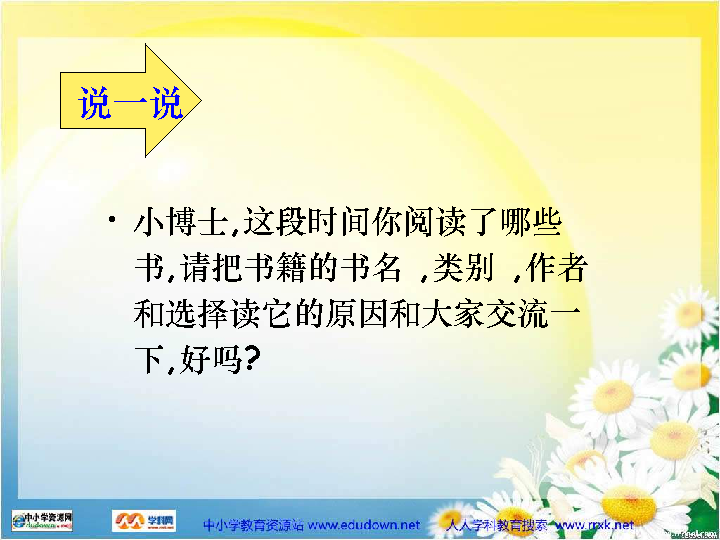 说一说
• 小博士,这段时间你阅读了哪些
书,请把书籍的书名 ,类别 ,作者
和选择读它的原因和大家交流一
下,好吗?
中小学资源网
学科网
中小学教育资源站 www.edudown.net 人人学科教育搜索 www.rrxk.net